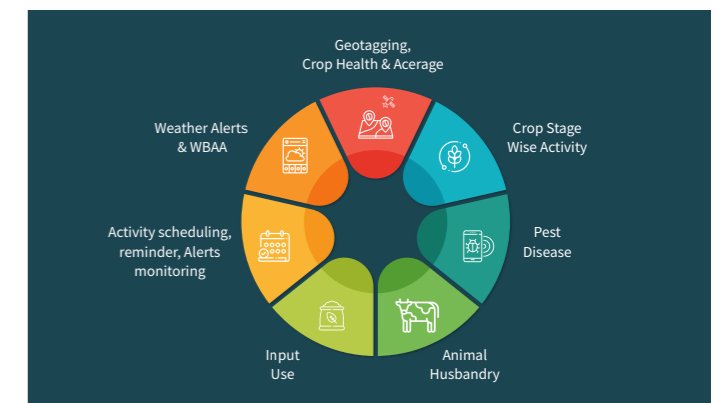 Geotagging,
Crop Health & Acerage
Crop Stage
Wise Activity
Pest
Disease
Animal
Husbandry
Input
Use
Activity scheduling,
reminder, Alerts
monitoring
Weather Alerts
& WBAA